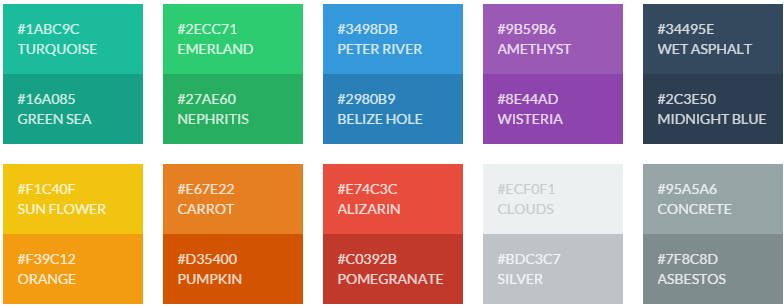 #1ABC9C
TURQUOISE
#2ECC71
EMERLAND
#3498DB
PETER RIVER
#9B59B6
AMETHYST
#34495E
WET ASPHALT
#16A085
GREEN SEA
#27AE60
NEPHRITIS
#2980B9
BELIZE HOLE
#8E44AD
WISTERIA
#2C3E50
MIDNIGHT BLUE
#F1C40F
SUN FLOWER
#E67E22
CARROT
#E74C3C
ALIZARIN
#ECF0F1
CLOUDS
#95A5A6
CONCRETE
#F39C12
ORANGE
#D35400
PUMPKIN
#C0392B
POMEGRANATE
#BDC3C7
SILVER
#7F8C8D
ASBESTOS